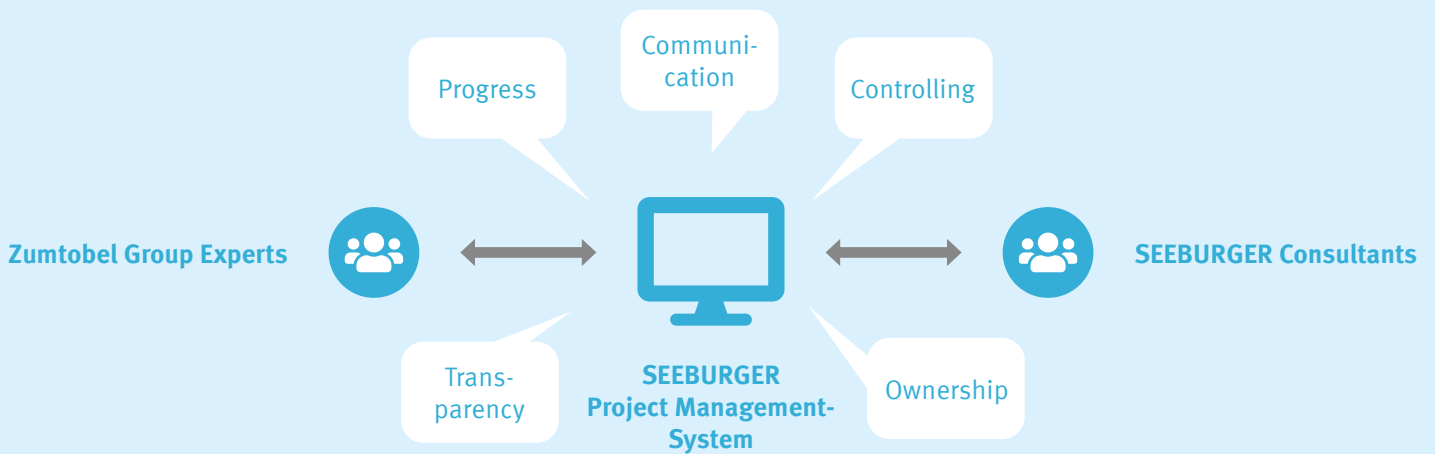 Communi-
cation
Progress
Controlling
Zumtobel Group Experts
SEEBURGER Consultants
Trans-
parency
SEEBURGER
Project Management-
System
Ownership